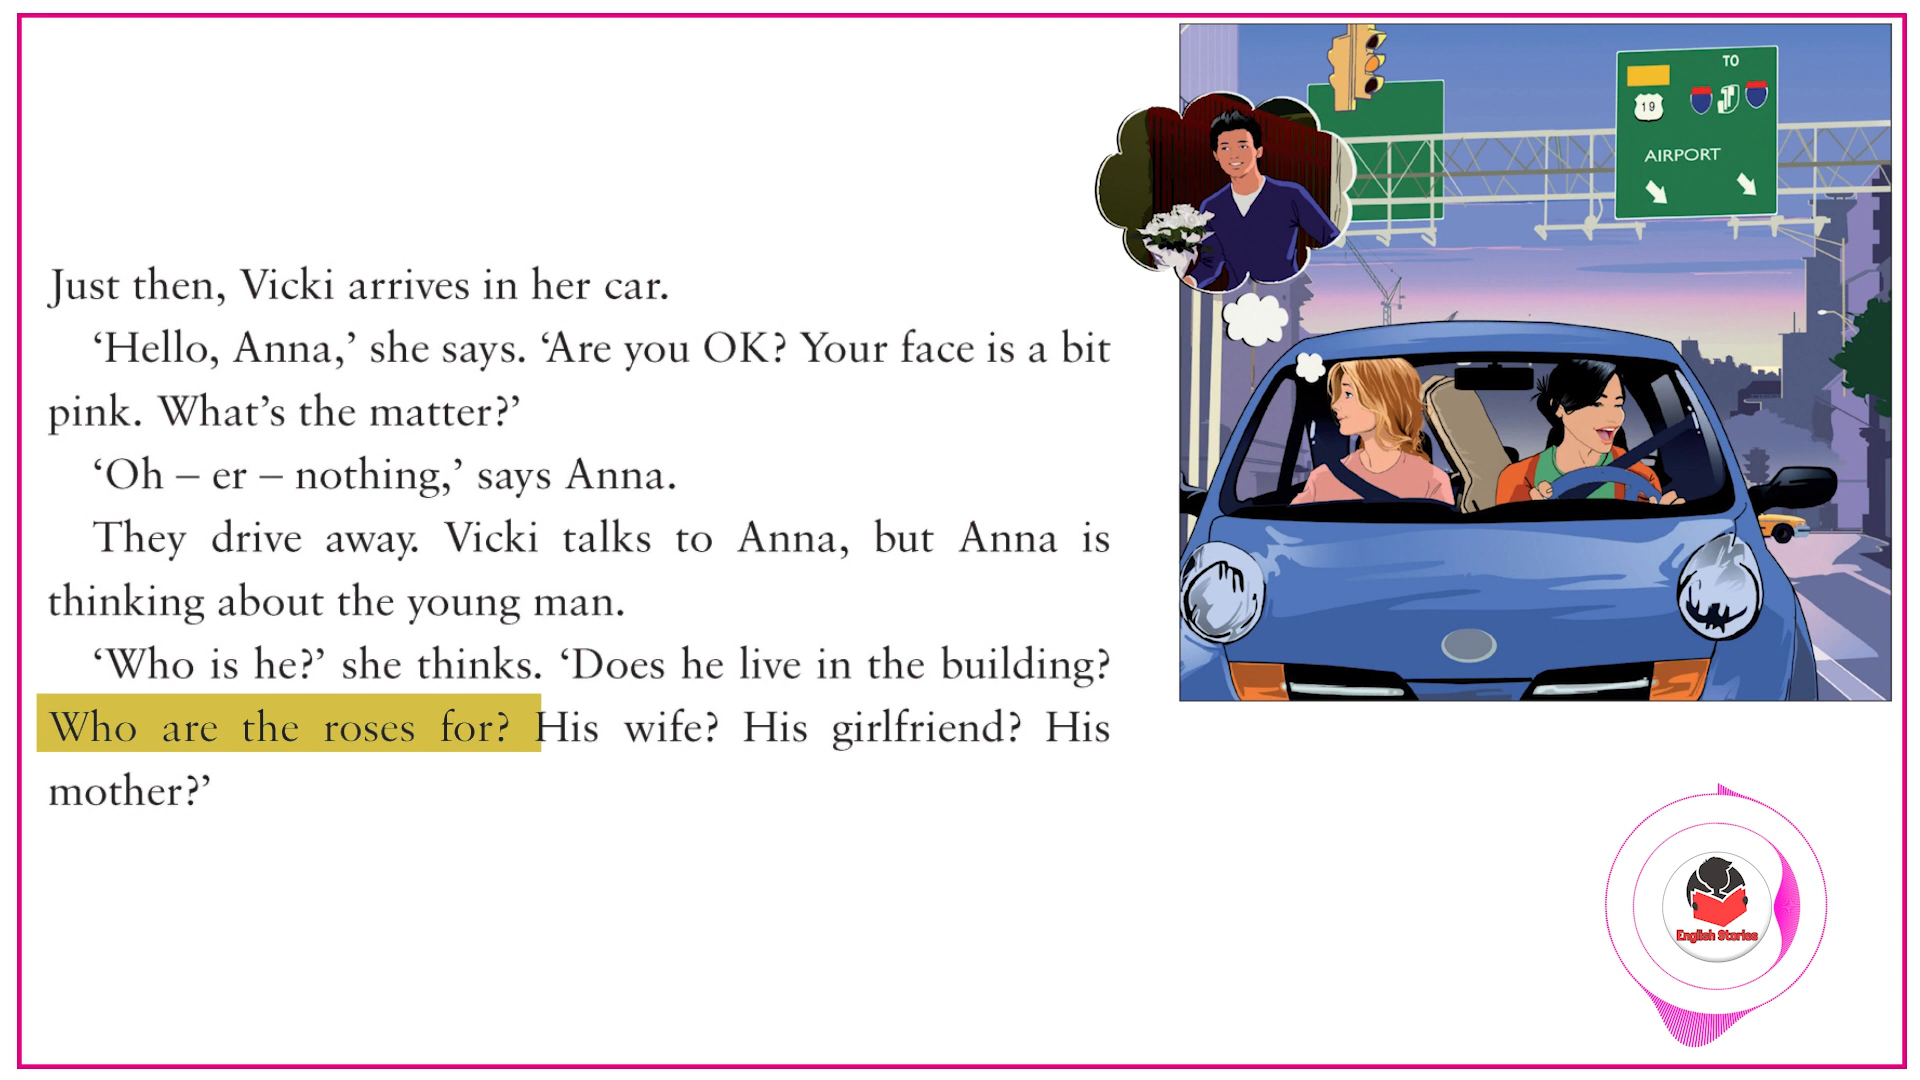 Just then, Vicki arrives in her car.
‘Hello, Anna,’ she says. ‘Are you OK? Your face is a bit
pink. What’s the matter?’
‘Oh – er – nothing,’ says Anna.
They drive away. Vicki talks to Anna, but Anna is
thinking about the young man.
‘Who is he?’ she thinks. ‘Does he live in the building?
Who are the roses for? His wife? His girlfriend? His
mother?’
TO
19
AIRPORT
English Stories